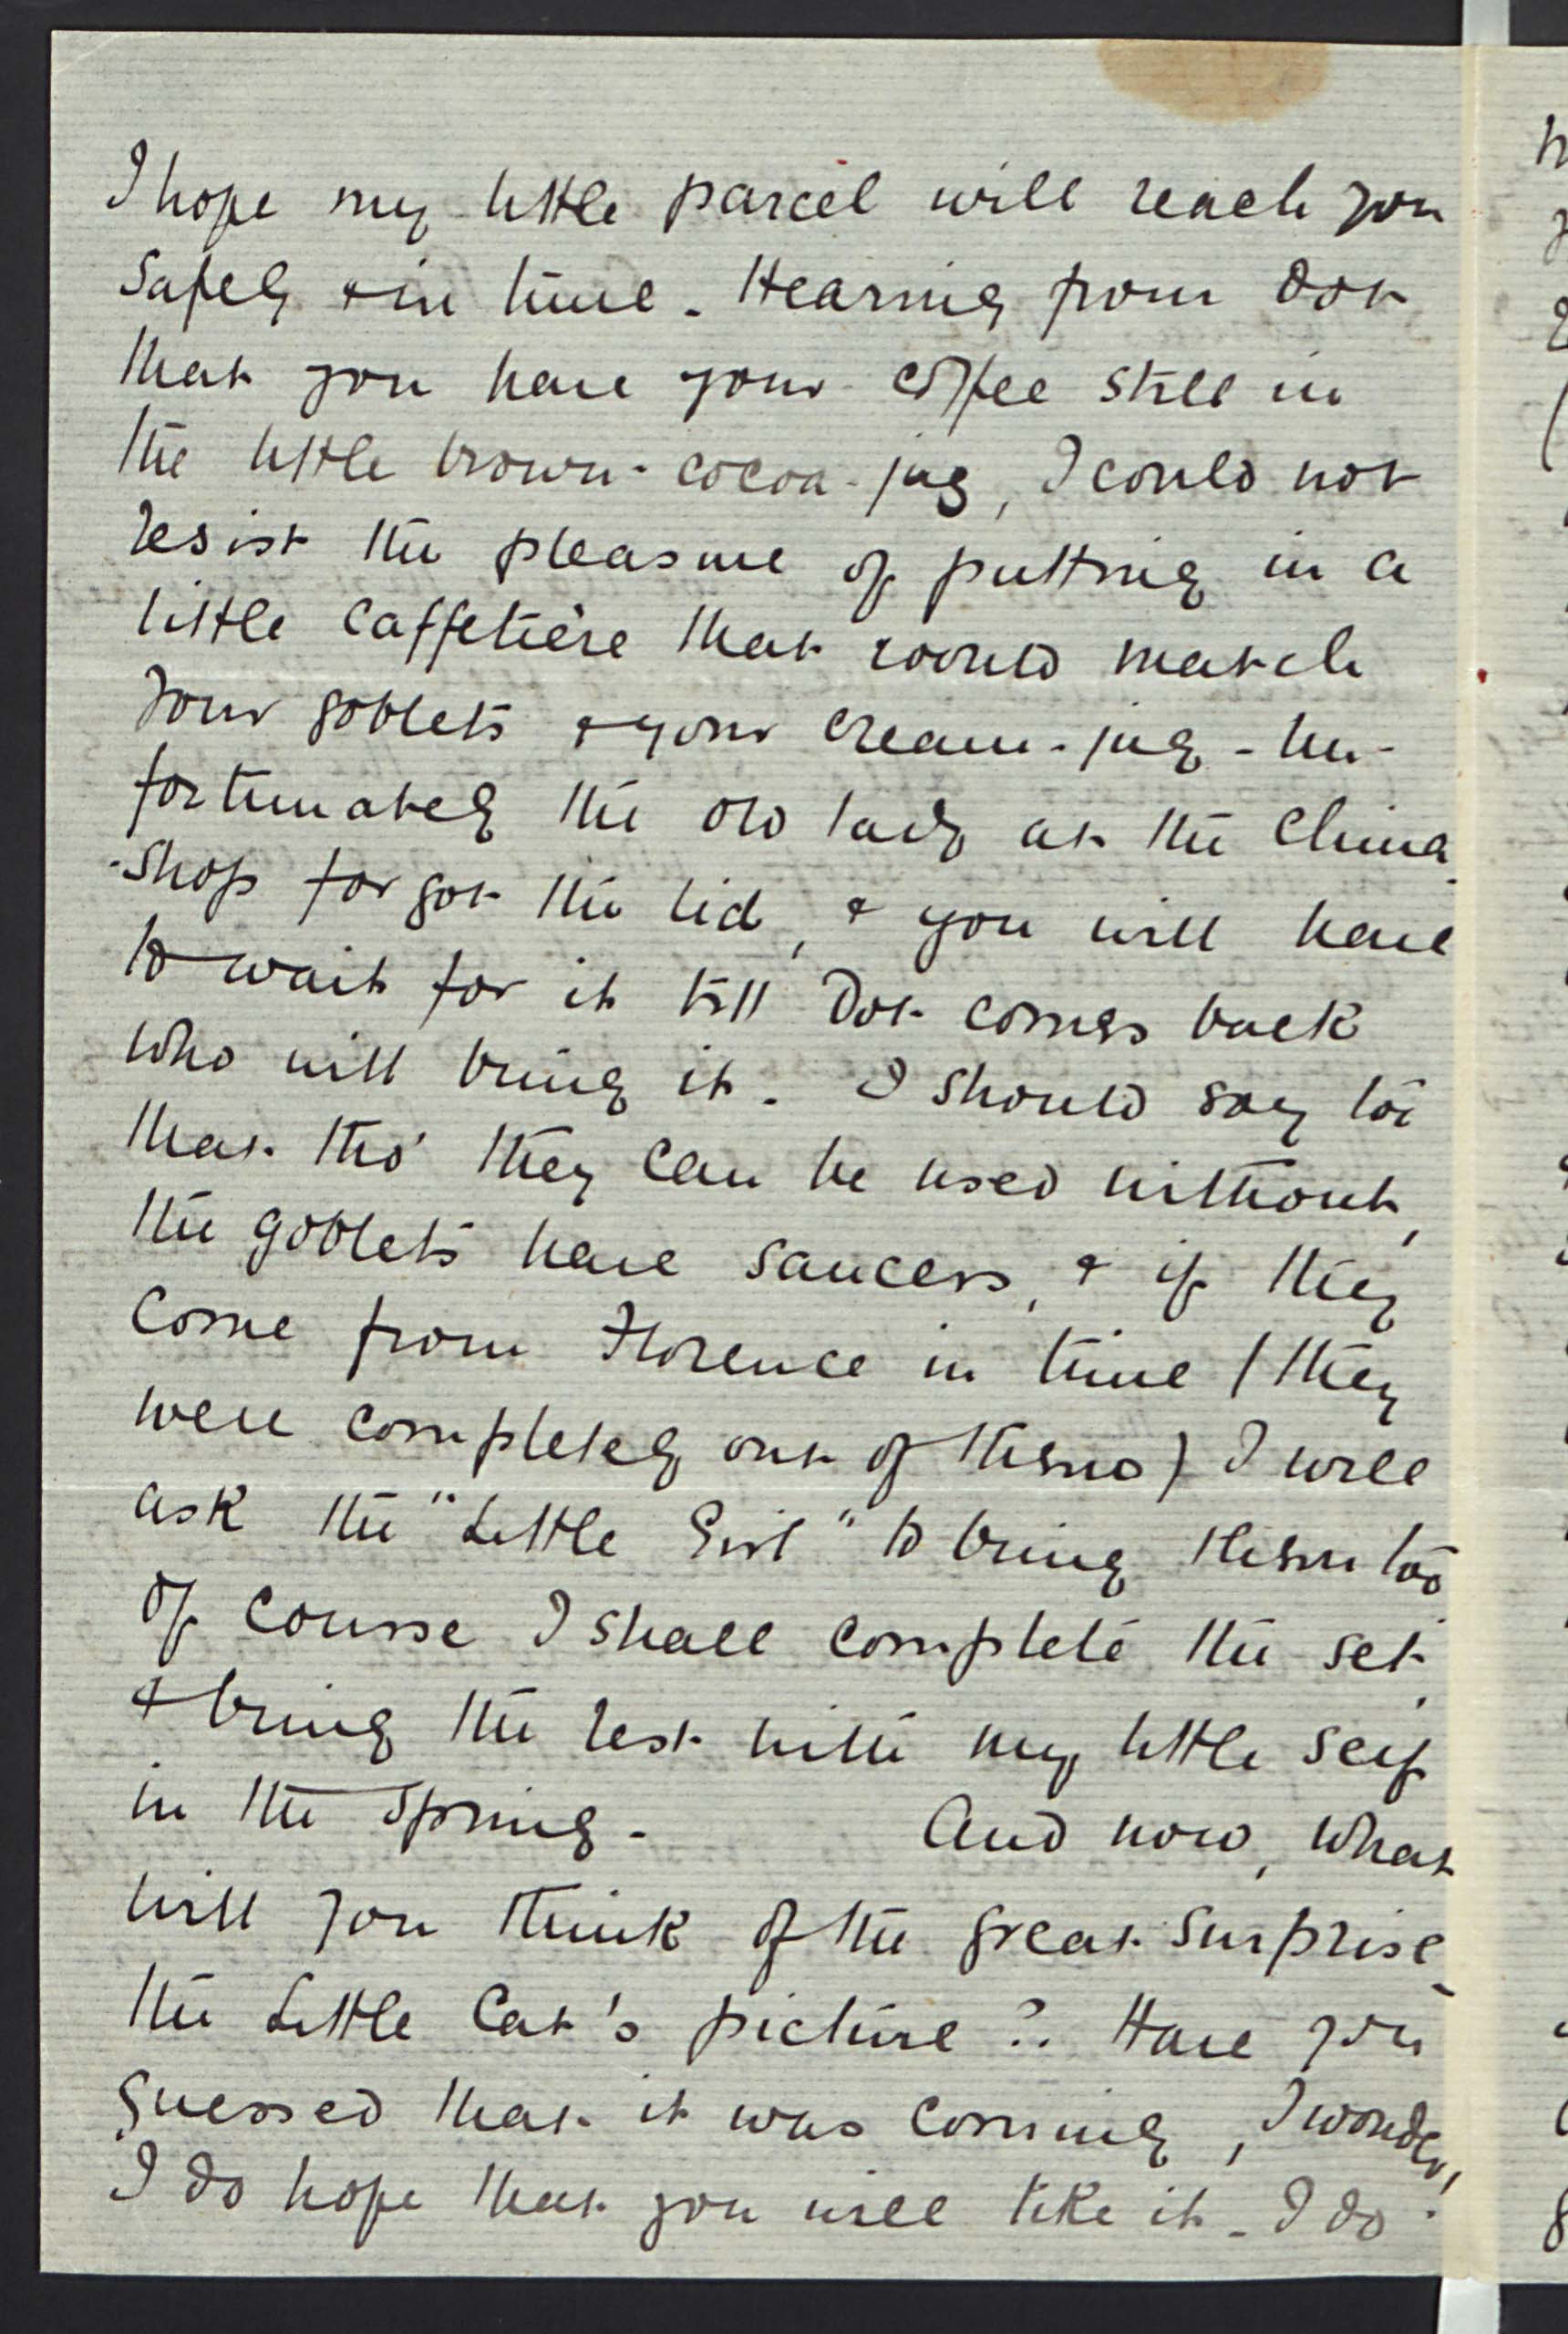 I hope my little parcel will reach you
safely & in time. Hearing from Dot
that you have your coffee still in
the little brown-cocoa-jug, I could not
resist the pleasure of putting in a
little caffetière that would match
your goblets & your cream-jug - Un-
fortunately the old lady at the China
-shop forgot the lid, & you will have
to wait for it till Dot comes back
who will bring it. I should say too
that tho' they can be used without,
the goblets have saucers, & if they
come from Florence in time (they
were completely out of them) I will
ask the "Little Girl" to bring them too
Of course I shall complete the set,
& bring the rest with my little self
in the Spring - And now, what
will you think of the great surprise -
the Little Cat's picture?. Have you
guessed that it was coming, I wonder,
I do hope that you will like it - I do.